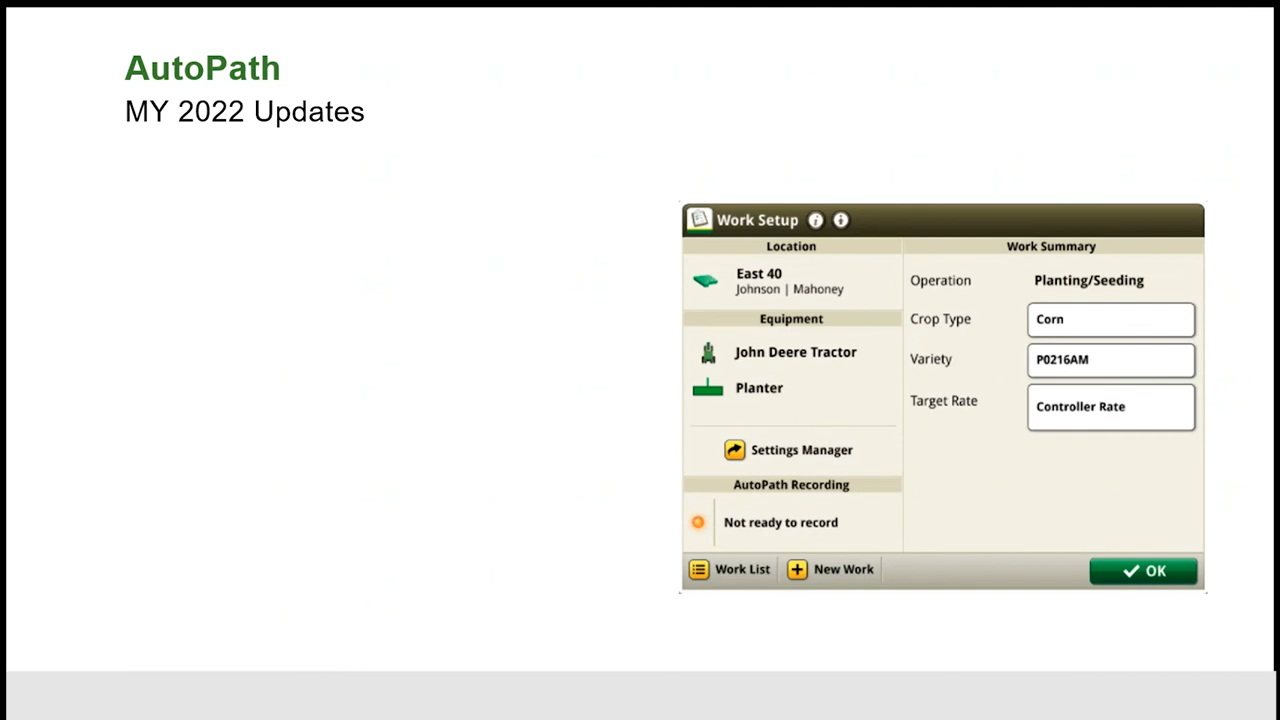 AutoPath
MY 2022 Updates
Work Setup
Location
East 40
Johnson | Mahoney
Equipment
John Deere Tractor
Planter
Settings Manager
AutoPath Recording
Not ready to record
Work Summary
Operation Planting/Seeding
Crop Type Corn
Variety P0216AM
Target Rate Controller Rate
Work List New Work OK